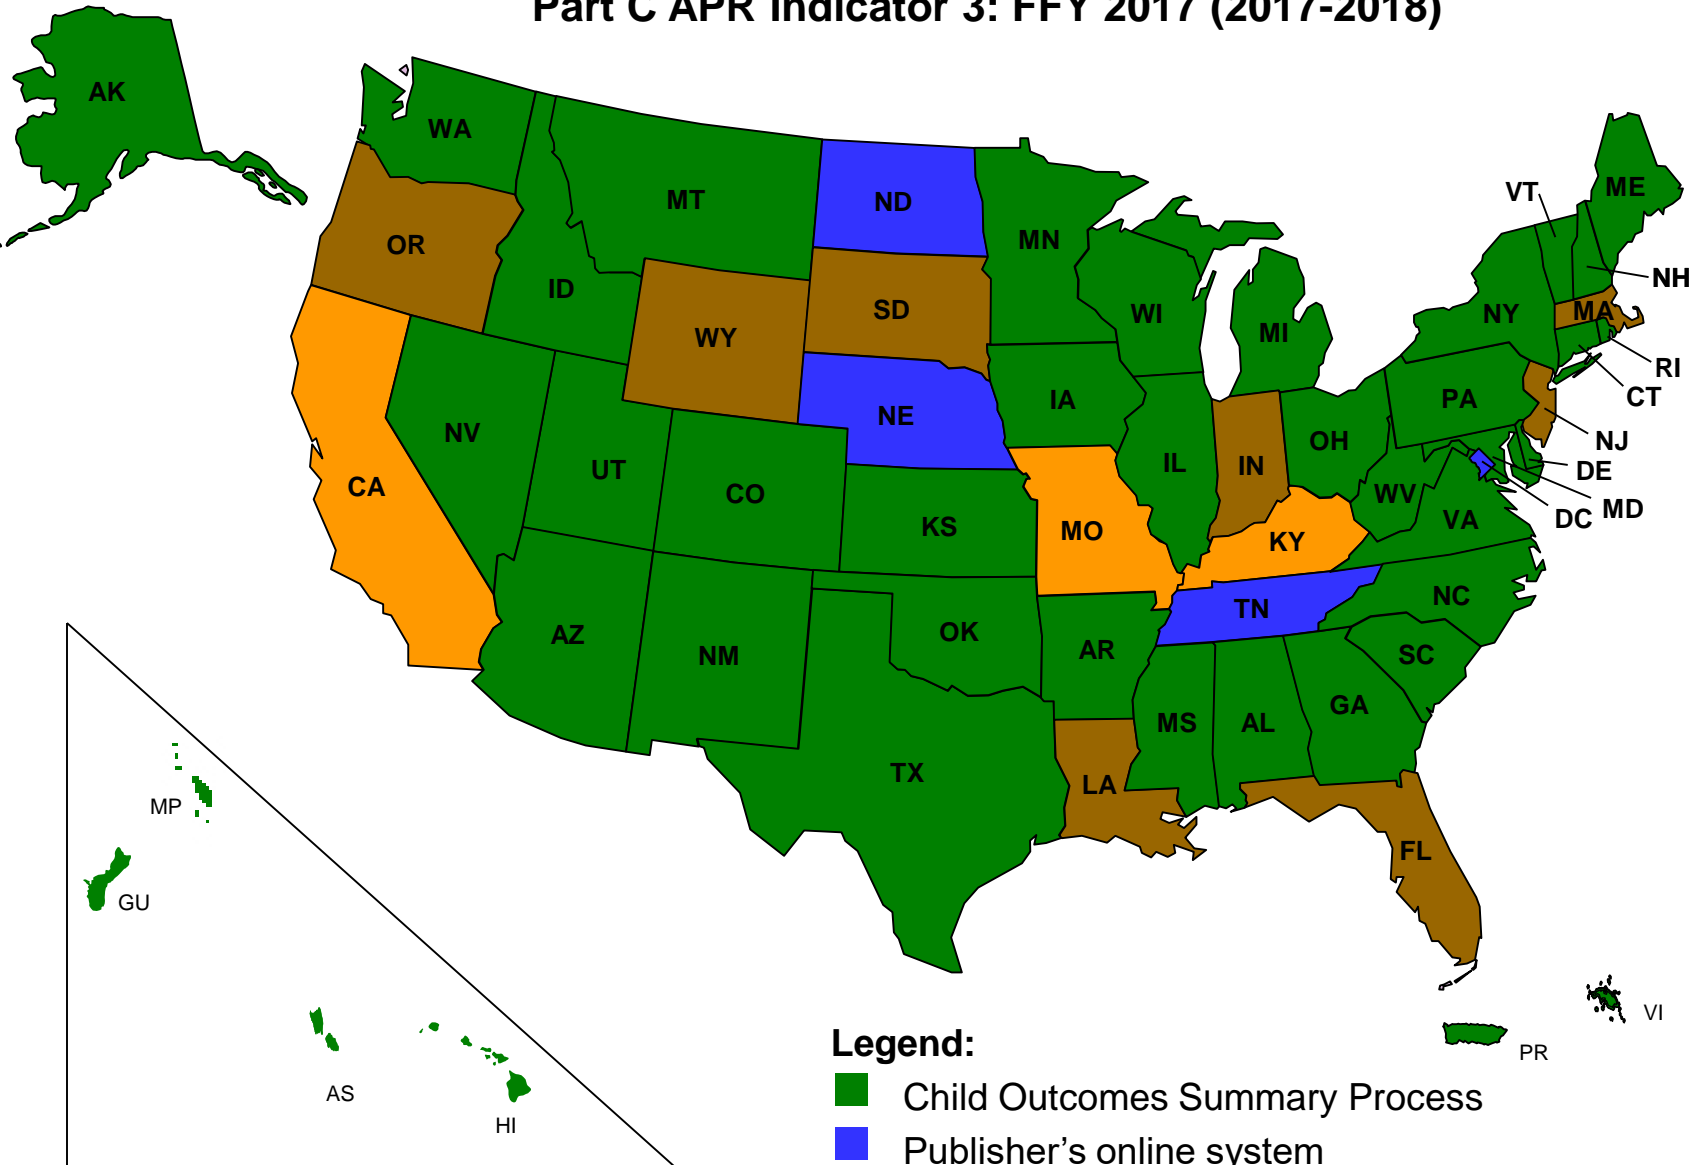 Part C APR Indicator 3: FFY 2017 (2017-2018)
AK
WA
MT
ND
MN
VT
ME
OR
ID
SD
WI
NY
MA
NH
WY
MI
RI
CT
NE
IA
PA
NJ
NV
OH
DE
UT
CO
IL
IN
WV
MD
DC
CA
KS
MO
KY
VA
TN
NC
AZ
NM
OK
AR
SC
MS
AL
GA
TX
LA
FL
MP
GU
AS
HI
VI
PR
Legend:
Child Outcomes Summary Process
Publisher’s online system